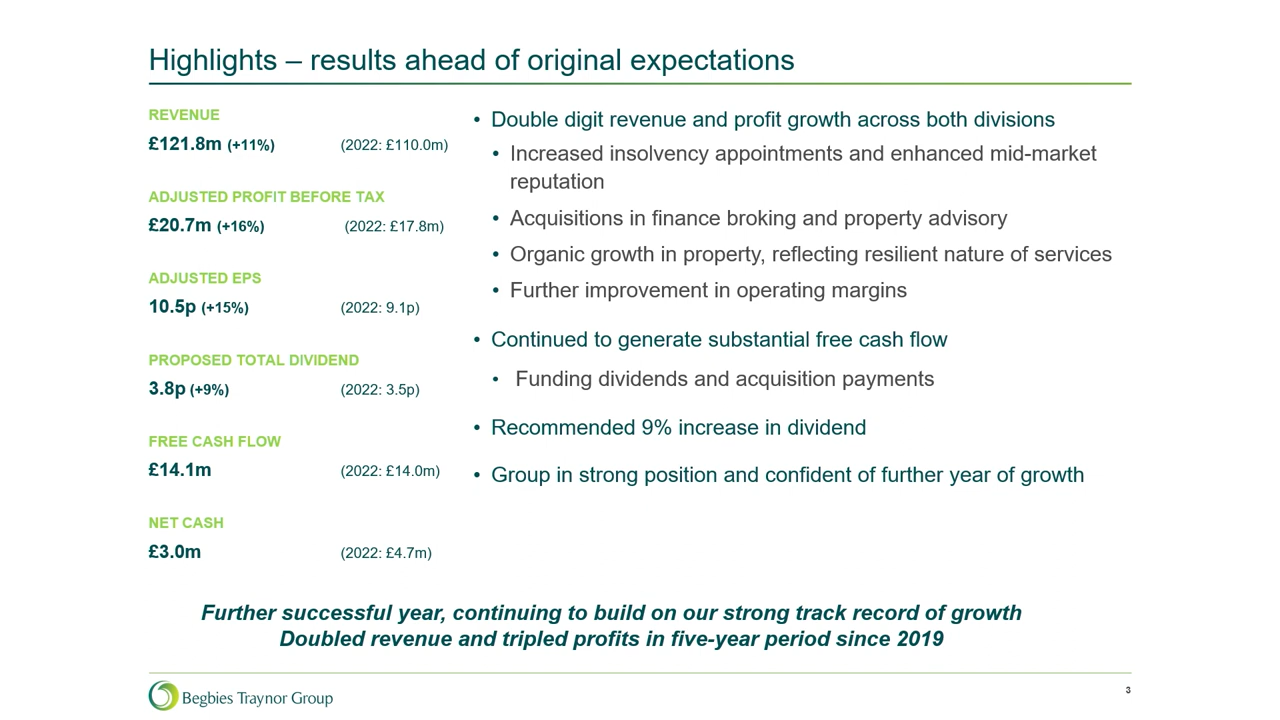 Highlights – results ahead of original expectations
REVENUE
£121.8m (+11%) (2022: £110.0m)
ADJUSTED PROFIT BEFORE TAX
£20.7m (+16%) (2022: £17.8m)
ADJUSTED EPS
10.5p (+15%) (2022: 9.1p)
PROPOSED TOTAL DIVIDEND
3.8p (+9%) (2022: 3.5p)
FREE CASH FLOW
£14.1m (2022: £14.0m)
NET CASH
£3.0m (2022: £4.7m)
• Double digit revenue and profit growth across both divisions
• Increased insolvency appointments and enhanced mid-market
reputation
• Acquisitions in finance broking and property advisory
• Organic growth in property, reflecting resilient nature of services
• Further improvement in operating margins
• Continued to generate substantial free cash flow
• Funding dividends and acquisition payments
• Recommended 9% increase in dividend
• Group in strong position and confident of further year of growth
Further successful year, continuing to build on our strong track record of growth
Doubled revenue and tripled profits in five-year period since 2019
Begbies Traynor Group
3